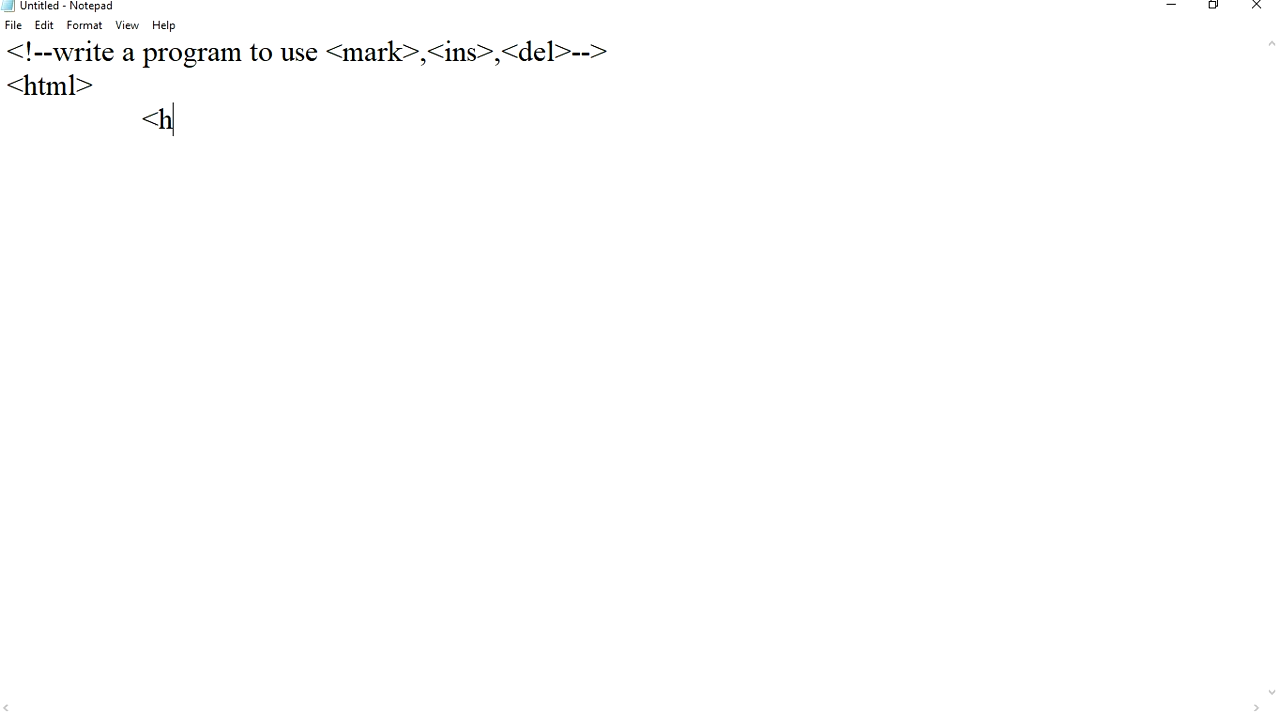 Untitled - Notepad
File Edit Format View Help
<!--write a program to use <mark>,<ins>,<del>-->
<html>
<h